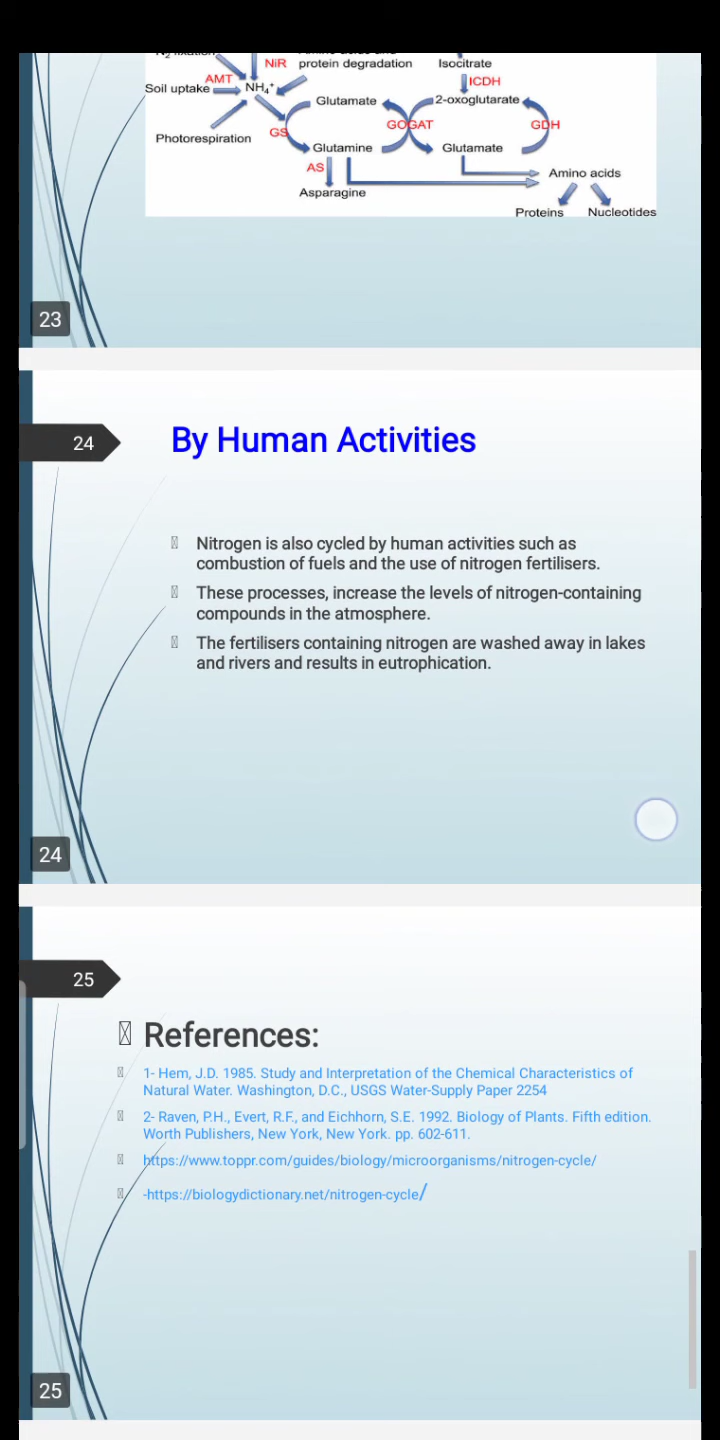 NiR
protein degradation
Isocitrate
AMT
ICDH
Soil uptake
NH₄⁺
Glutamate
2-oxoglutarate
Photorespiration
GS
GOGAT
GDH
Glutamine
Glutamate
AS
Amino acids
Asparagine
Proteins
Nucleotides
23
24
By Human Activities
Nitrogen is also cycled by human activities such as
combustion of fuels and the use of nitrogen fertilisers.
These processes, increase the levels of nitrogen-containing
compounds in the atmosphere.
The fertilisers containing nitrogen are washed away in lakes
and rivers and results in eutrophication.
24
25
References:
1- Hem, J.D. 1985. Study and Interpretation of the Chemical Characteristics of
Natural Water. Washington, D.C., USGS Water-Supply Paper 2254
2- Raven, P.H., Evert, R.F., and Eichhorn, S.E. 1992. Biology of Plants. Fifth edition.
Worth Publishers, New York, New York. pp. 602-611.
https://www.toppr.com/guides/biology/microorganisms/nitrogen-cycle/
-https://biologydictionary.net/nitrogen-cycle/
25